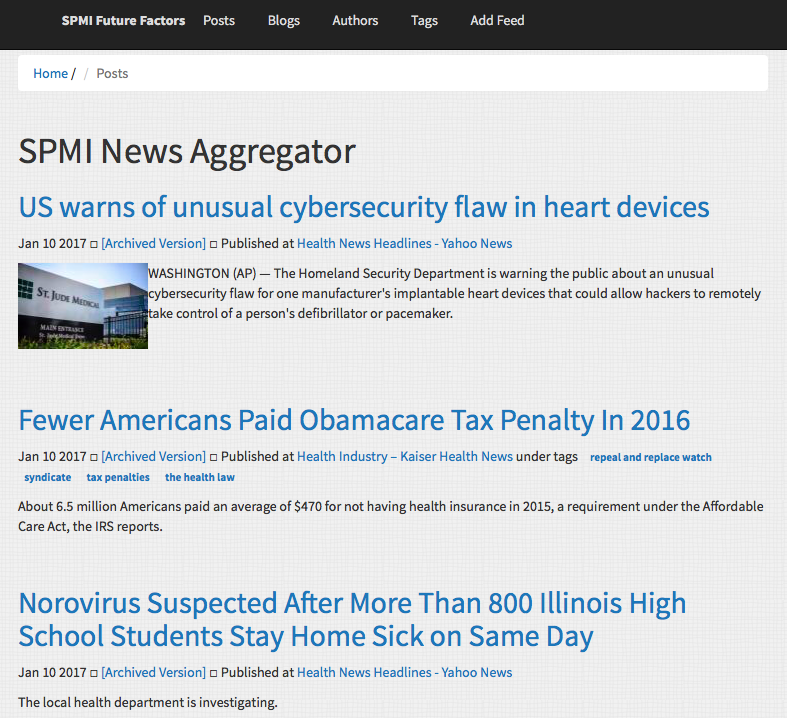 SPMI Future Factors Posts Blogs Authors Tags Add Feed
Home / / Posts
SPMI News Aggregator
US warns of unusual cybersecurity flaw in heart devices
Jan 10 2017 □ [Archived Version] □ Published at Health News Headlines - Yahoo News
ST. JUDE MEDICAL
MAIN ENTRANCE
WASHINGTON (AP) — The Homeland Security Department is warning the public about an unusual
cybersecurity flaw for one manufacturer's implantable heart devices that could allow hackers to remotely
take control of a person's defibrillator or pacemaker.
Fewer Americans Paid Obamacare Tax Penalty In 2016
Jan 10 2017 □ [Archived Version] □ Published at Health Industry – Kaiser Health News under tags repeal and replace watch
syndicate tax penalties the health law
About 6.5 million Americans paid an average of $470 for not having health insurance in 2015, a requirement under the Affordable
Care Act, the IRS reports.
Norovirus Suspected After More Than 800 Illinois High
School Students Stay Home Sick on Same Day
Jan 10 2017 □ [Archived Version] □ Published at Health News Headlines - Yahoo News
The local health department is investigating.